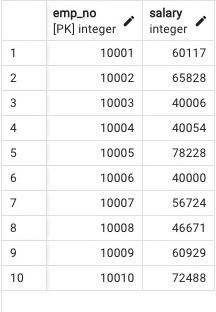 emp_no salary
[PK] integer integer
1 10001 60117
2 10002 65828
3 10003 40006
4 10004 40054
5 10005 78228
6 10006 40000
7 10007 56724
8 10008 46671
9 10009 60929
10 10010 72488